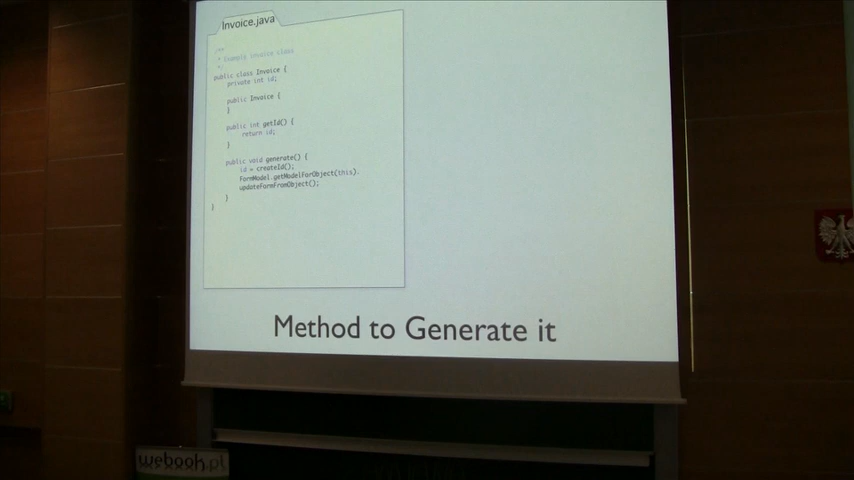 Invoice.java
/**
* Example invoice class
*/
public class Invoice {
private int id;
public Invoice {
}
public int getId() {
return id;
}
public void generate() {
id = createId();
FormModel.getModelForObject(this).
updateFormFromObject();
}
}
Method to Generate it
webook.pl